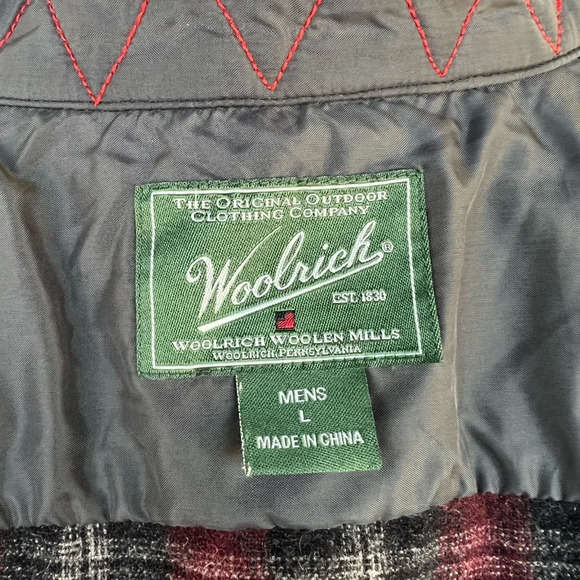 THE ORIGINAL OUTDOOR
CLOTHING COMPANY
Woolrich®
EST. 1830
WOOLRICH WOOLEN MILLS
WOOLRICH, PENNSYLVANIA
MENS
L
MADE IN CHINA